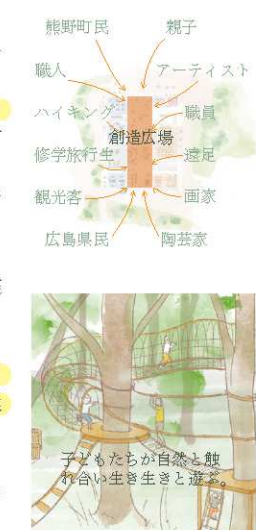 熊野町民 親子
職人 アーティスト
ハイキング 職員
創造広場
修学旅行生 遠足
観光客 画家
広島県民 陶芸家
子どもたちが自然と触
れ合い生き生きと遊ぶ。